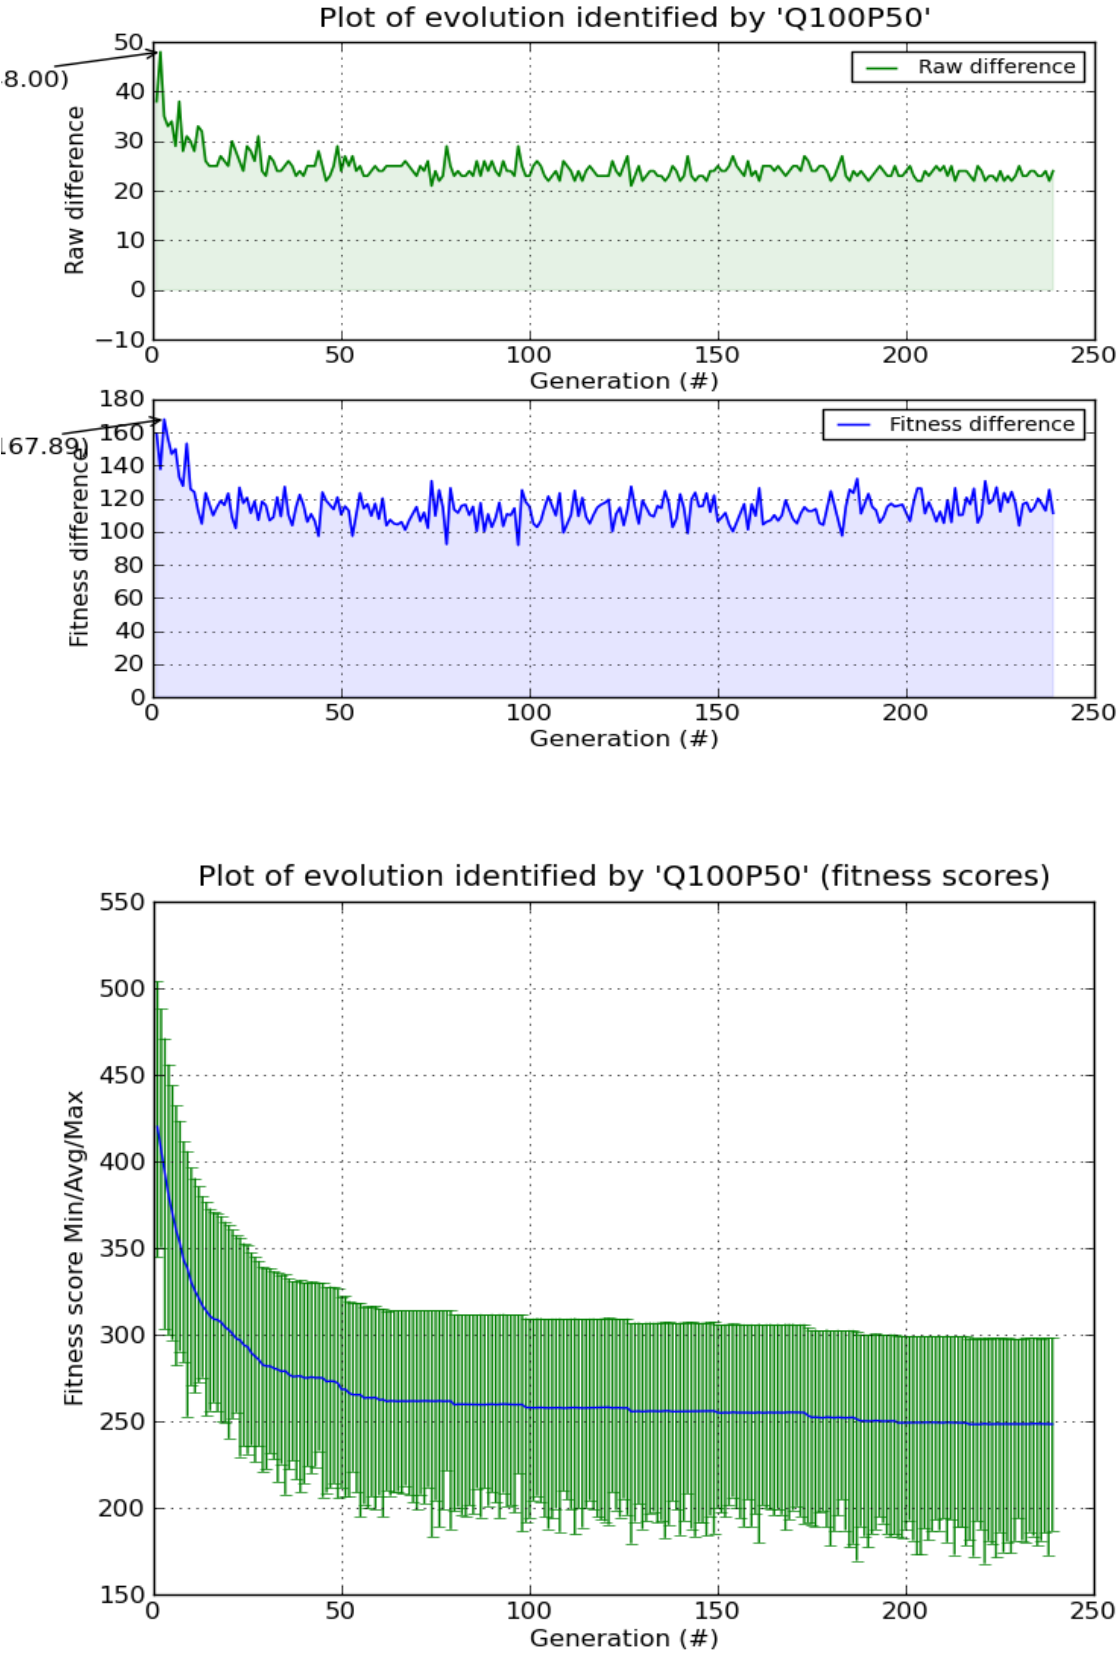 Plot of evolution identified by 'Q100P50'
50
8.00)
Raw difference
40
30
20
10
0
−10
Raw difference
0 50 100 150 200 250
Generation (#)
180
160
167.89)
140
120
100
80
60
40
20
0
Fitness difference
Fitness difference
0 50 100 150 200 250
Generation (#)
Plot of evolution identified by 'Q100P50' (fitness scores)
550
500
450
400
350
300
250
200
150
Fitness score Min/Avg/Max
0 50 100 150 200 250
Generation (#)